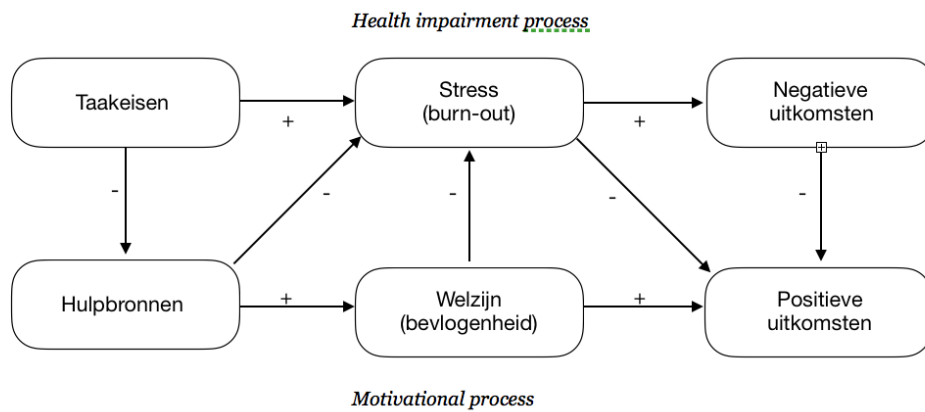 Health impairment process
Taakeisen
+
Stress
(burn-out)
+
Negatieve
uitkomsten
-
-
-
-
-
Hulpbronnen
+
Welzijn
(bevlogenheid)
+
Positieve
uitkomsten
Motivational process